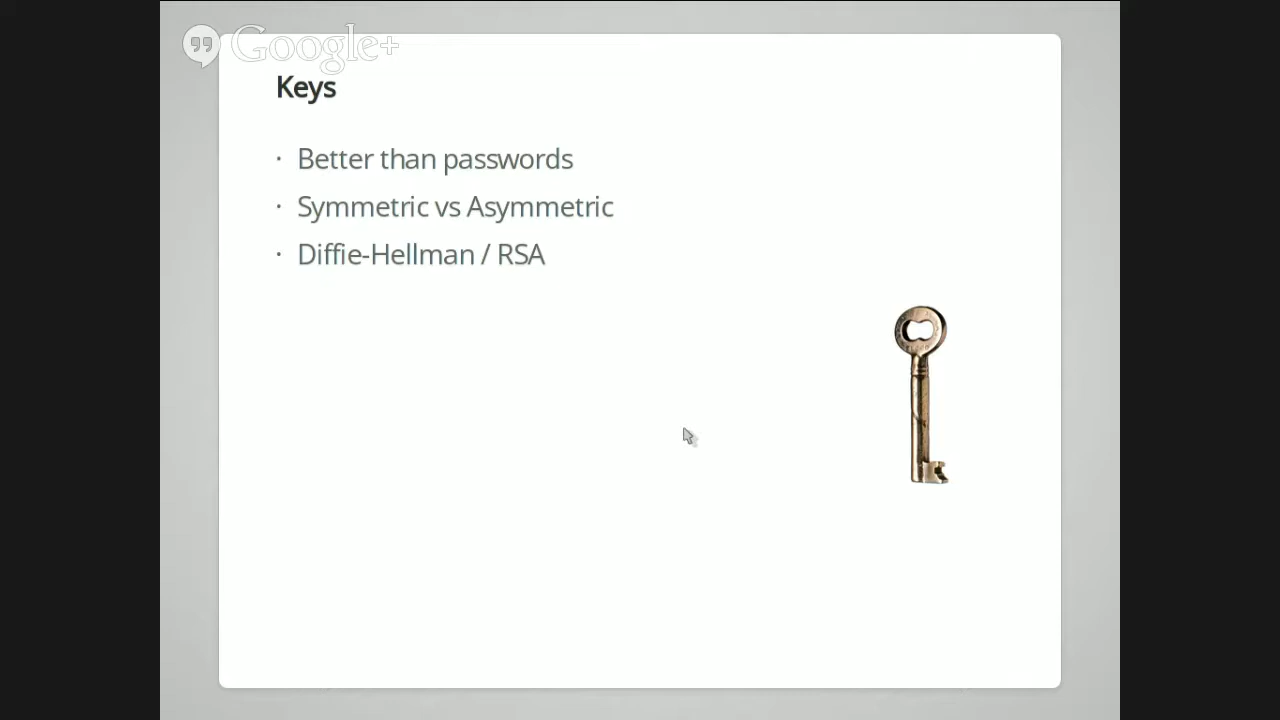 Google+
Keys
· Better than passwords
· Symmetric vs Asymmetric
· Diffie-Hellman / RSA